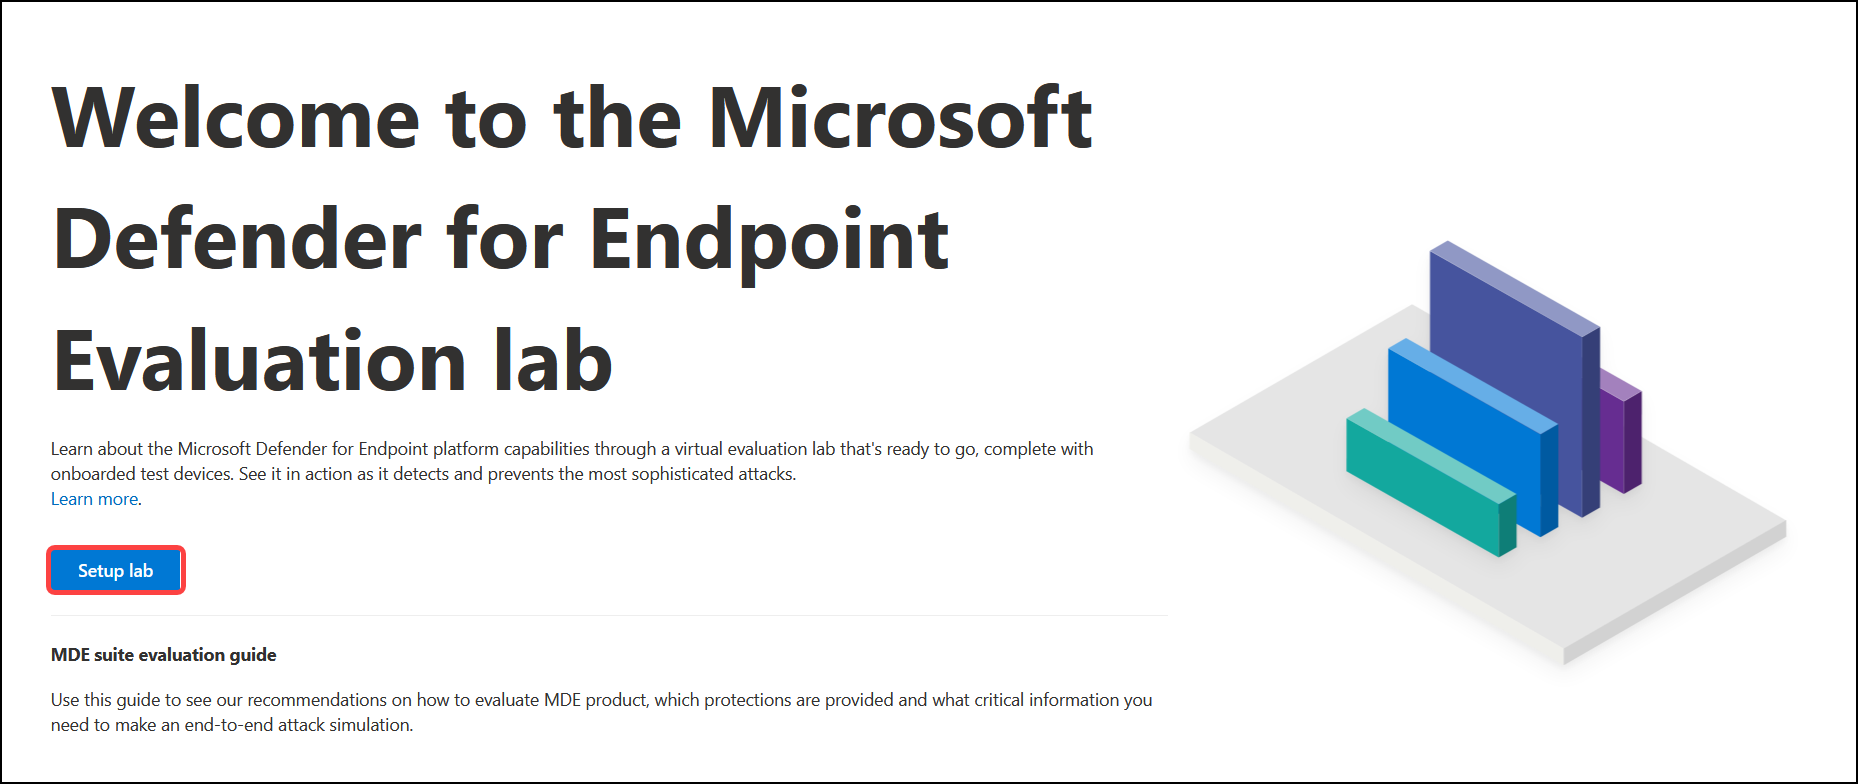 Welcome to the Microsoft
Defender for Endpoint
Evaluation lab
Learn about the Microsoft Defender for Endpoint platform capabilities through a virtual evaluation lab that's ready to go, complete with
onboarded test devices. See it in action as it detects and prevents the most sophisticated attacks.
Learn more.
Setup lab
MDE suite evaluation guide
Use this guide to see our recommendations on how to evaluate MDE product, which protections are provided and what critical information you
need to make an end-to-end attack simulation.